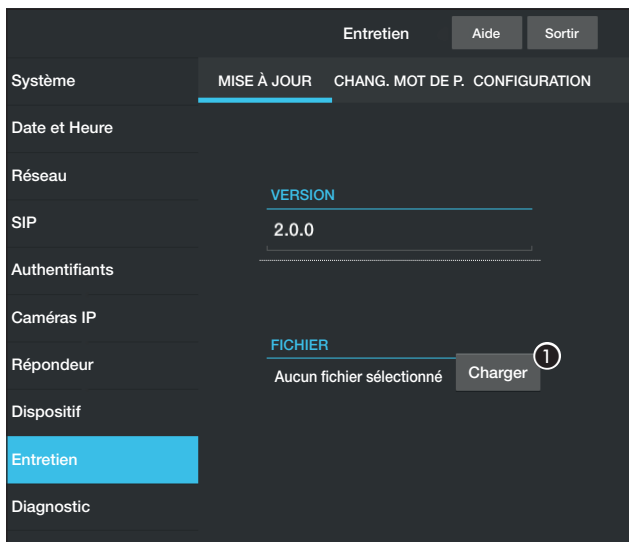 Entretien Aide Sortir
Système
Date et Heure
Réseau
SIP
Authentifiants
Caméras IP
Répondeur
Dispositif
Entretien
Diagnostic
MISE À JOUR CHANG. MOT DE P. CONFIGURATION
VERSION
2.0.0
FICHIER
Aucun fichier sélectionné Charger 1